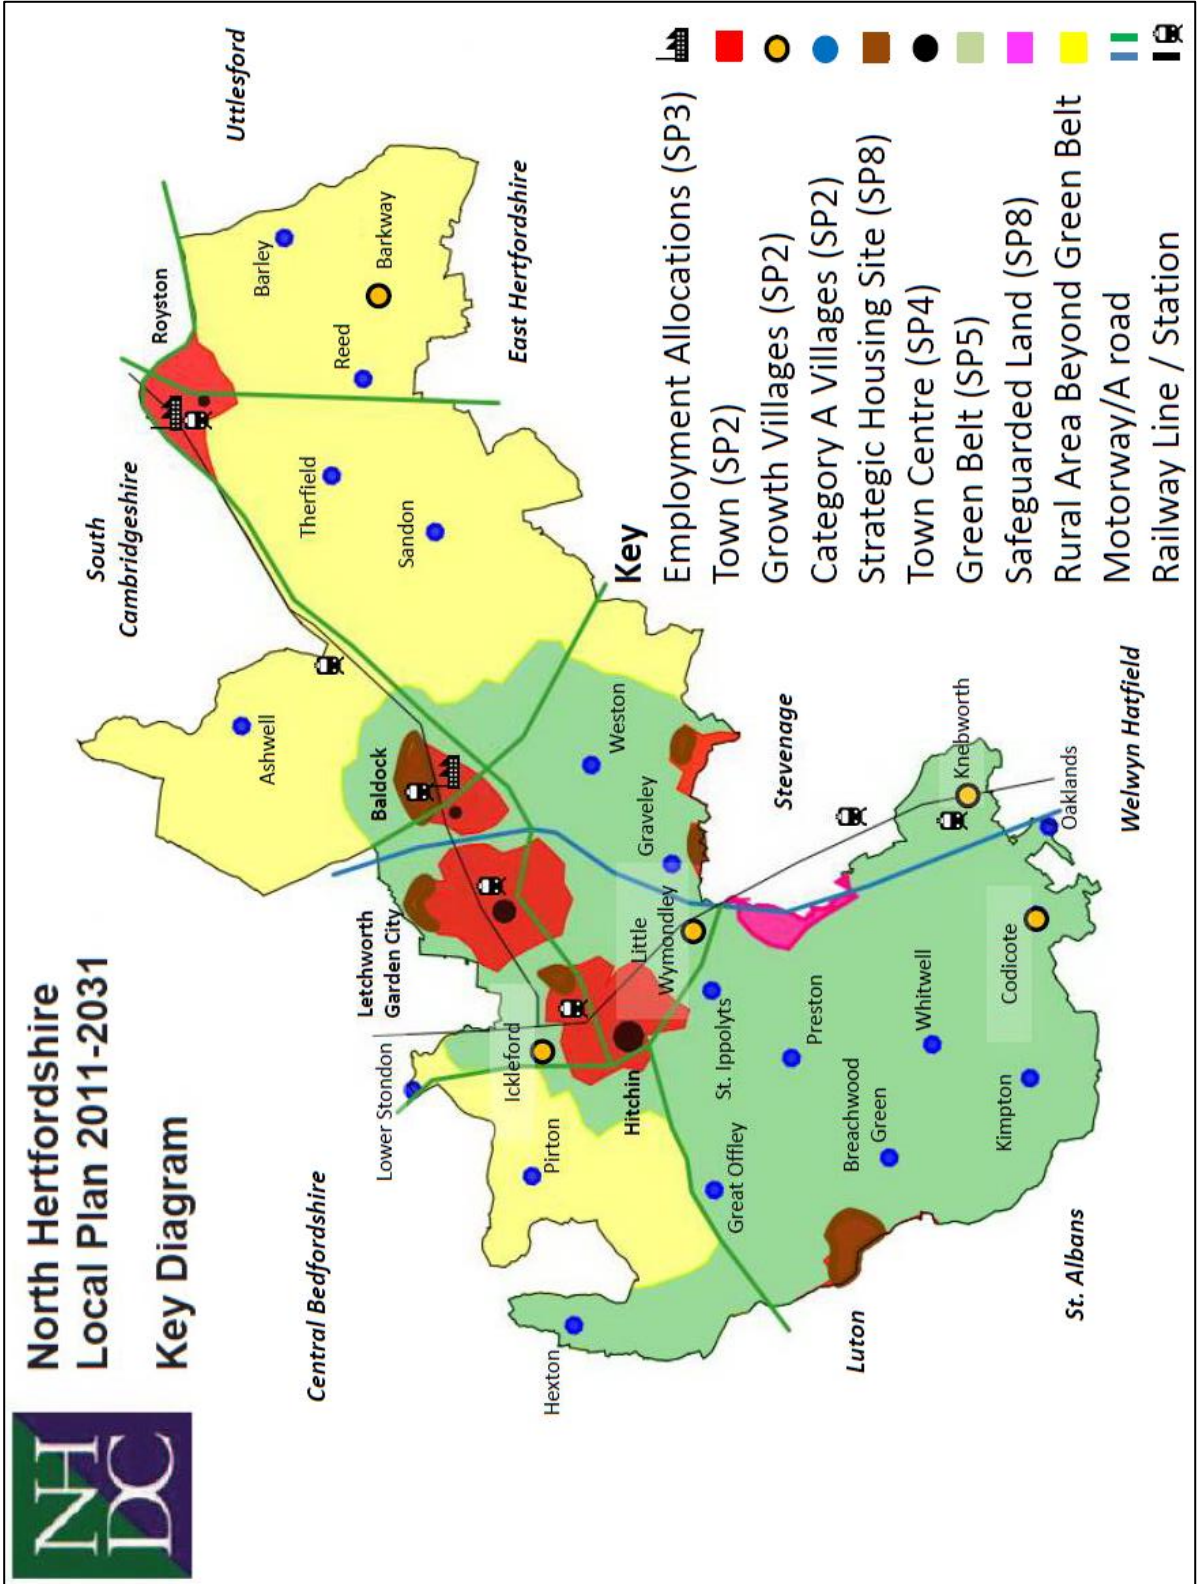 NH
DC
North Hertfordshire
Local Plan 2011-2031
Key Diagram
Central Bedfordshire
South
Cambridgeshire
Uttlesford
East Hertfordshire
Stevenage
Welwyn Hatfield
St. Albans
Luton
Royston
Barley
Barkway
Reed
Therfield
Sandon
Ashwell
Baldock
Weston
Graveley
Letchworth
Garden City
Little
Wymondley
Knebworth
Oaklands
Codicote
Lower Stondon
Ickleford
Hitchin
St. Ippolyts
Preston
Whitwell
Pirton
Great Offley
Breachwood
Green
Kimpton
Hexton
Key
Employment Allocations (SP3)
Town (SP2)
Growth Villages (SP2)
Category A Villages (SP2)
Strategic Housing Site (SP8)
Town Centre (SP4)
Green Belt (SP5)
Safeguarded Land (SP8)
Rural Area Beyond Green Belt
Motorway/A road
Railway Line / Station